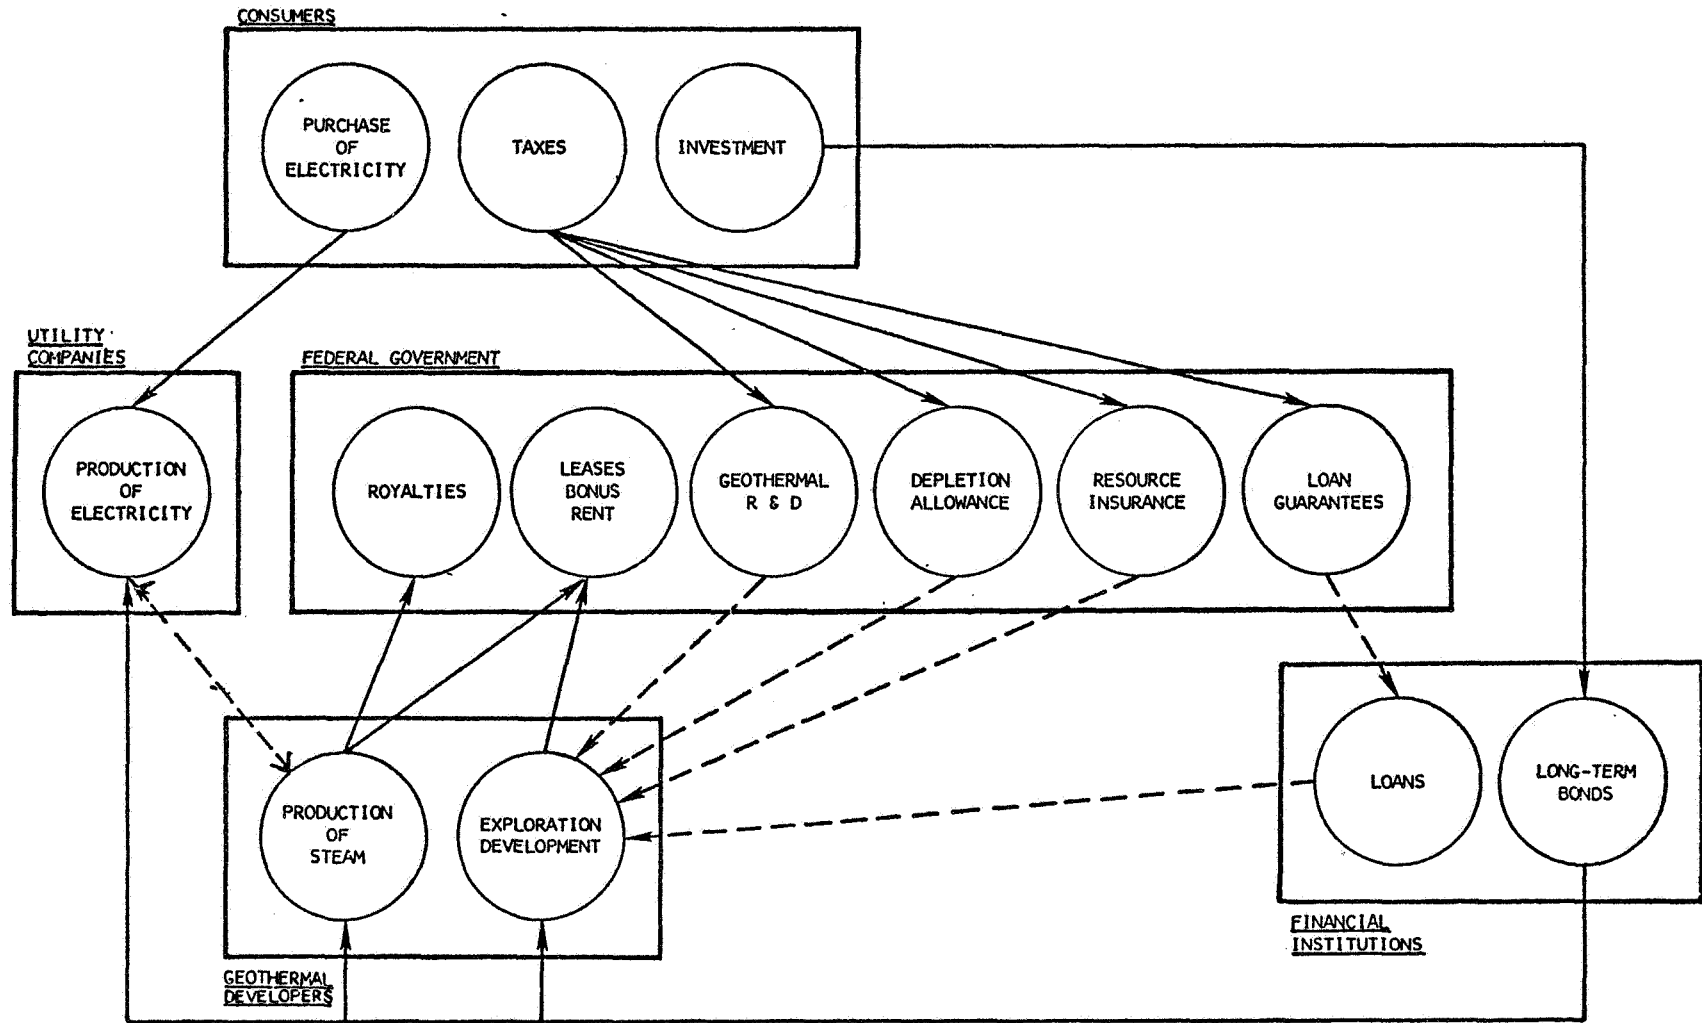 CONSUMERS
PURCHASE
OF
ELECTRICITY
TAXES
INVESTMENT
UTILITY
COMPANIES
FEDERAL GOVERNMENT
PRODUCTION
OF
ELECTRICITY
ROYALTIES
LEASES
BONUS
RENT
GEOTHERMAL
R & D
DEPLETION
ALLOWANCE
RESOURCE
INSURANCE
LOAN
GUARANTEES
PRODUCTION
OF
STEAM
EXPLORATION
DEVELOPMENT
LOANS
LONG-TERM
BONDS
GEOTHERMAL
DEVELOPERS
FINANCIAL
INSTITUTIONS